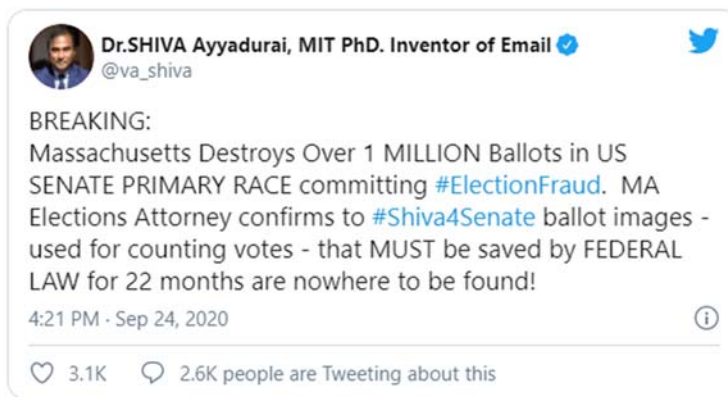 Dr.SHIVA Ayyadurai, MIT PhD. Inventor of Email
@va_shiva
BREAKING:
Massachusetts Destroys Over 1 MILLION Ballots in US
SENATE PRIMARY RACE committing #ElectionFraud.  MA
Elections Attorney confirms to #Shiva4Senate ballot images -
used for counting votes - that MUST be saved by FEDERAL
LAW for 22 months are nowhere to be found!
4:21 PM · Sep 24, 2020
3.1K 2.6K people are Tweeting about this